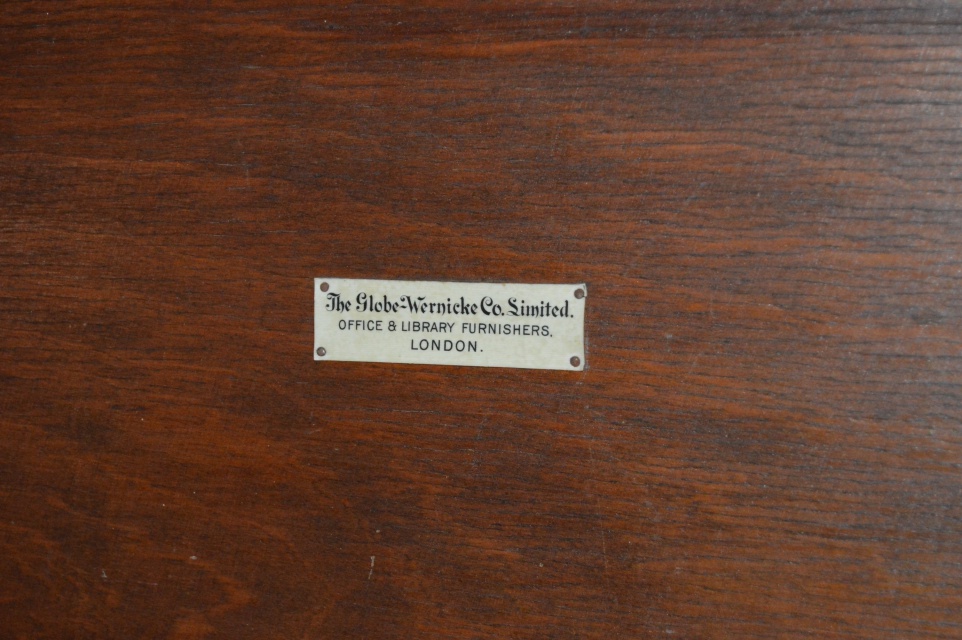 The Globe-Wernicke Co. Limited.
OFFICE & LIBRARY FURNISHERS,
LONDON.